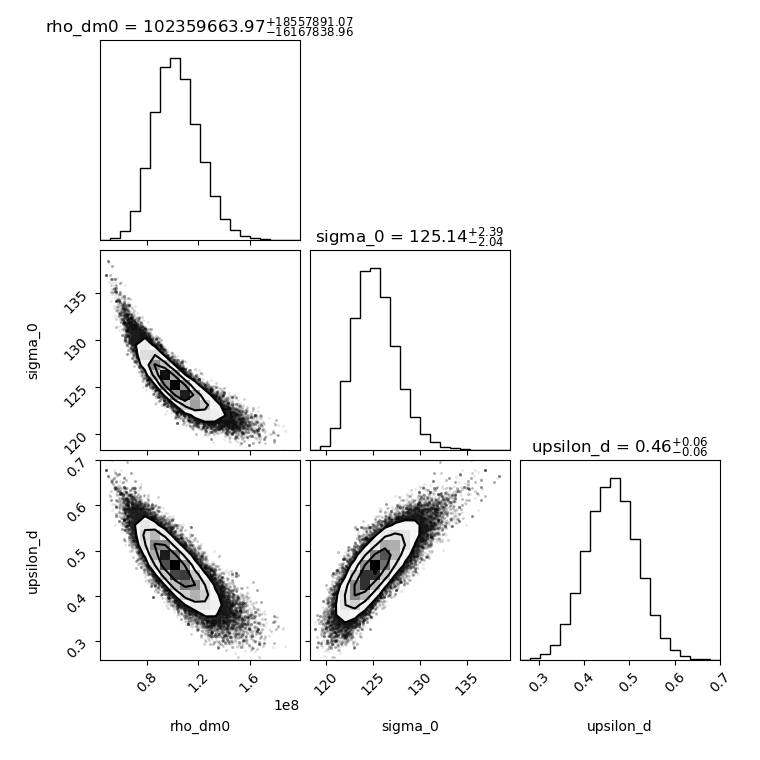 rho_dm0 = 102359663.97+18557891.07
−16167838.96
sigma_0 = 125.14+2.39
−2.04
135
130
125
120
sigma_0
upsilon_d = 0.46+0.06
−0.06
0.7
0.6
0.5
0.4
0.3
upsilon_d
0.8 1.2 1.6
1e8
rho_dm0
120 125 130 135
sigma_0
0.3 0.4 0.5 0.6 0.7
upsilon_d